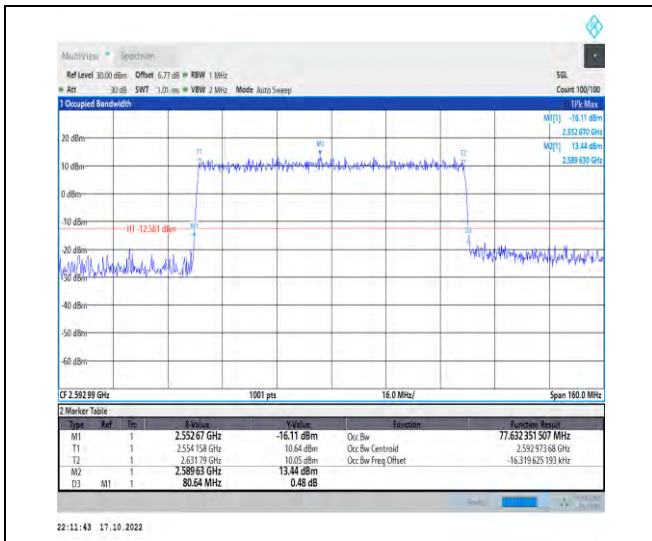 MultiView Spectrum
Ref Level 30.00 dBm Offset 6.77 dB RBW 1 MHz SGL
Att 30 dB SWT 1.01 ms VBW 2 MHz Mode Auto Sweep Count 100/100
1 Occupied Bandwidth 1Pk Max
M1[1] -16.11 dBm
2.552 670 GHz
M2[1] 13.44 dBm
2.589 630 GHz
20 dBm
10 dBm
0 dBm
-10 dBm
-20 dBm
-30 dBm
-40 dBm
-50 dBm
-60 dBm
T1
M2
T2
H1 -12.561 dBm
M1
D3
CF 2.592 99 GHz 1001 pts 16.0 MHz/ Span 160.0 MHz
2 Marker Table
Type Ref Trc X-Value Y-Value Function Function Result
M1 1 2.552 67 GHz -16.11 dBm Occ Bw 77.632 351 507 MHz
T1 1 2.554 158 GHz 10.64 dBm Occ Bw Centroid 2.592 973 68 GHz
T2 1 2.631 79 GHz 10.05 dBm Occ Bw Freq Offset -16.319 625 193 kHz
M2 1 2.589 63 GHz 13.44 dBm
D3 M1 1 80.64 MHz 0.48 dB
22:11:43 17.10.2022